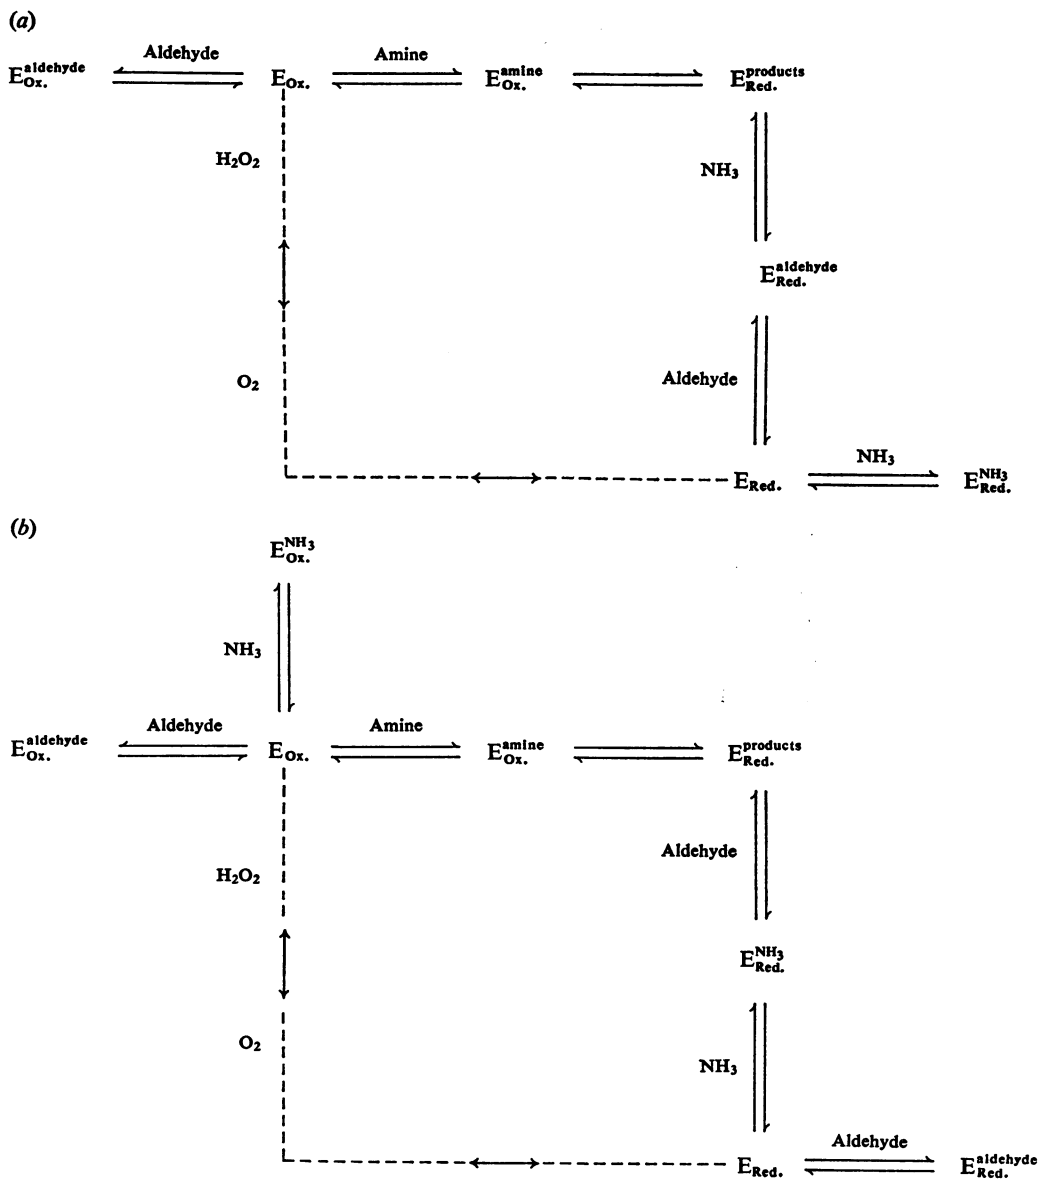 (a)
Aldehyde Amine
E_Ox.^aldehyde E_Ox. E_Ox.^amine E_Red.^products
H₂O₂ NH₃
E_Red.^aldehyde
O₂ Aldehyde
NH₃
E_Red. E_Red.^NH₃
(b)
E_Ox.^NH₃
NH₃
Aldehyde Amine
E_Ox.^aldehyde E_Ox. E_Ox.^amine E_Red.^products
Aldehyde
H₂O₂
E_Red.^NH₃
O₂
NH₃
Aldehyde
E_Red. E_Red.^aldehyde